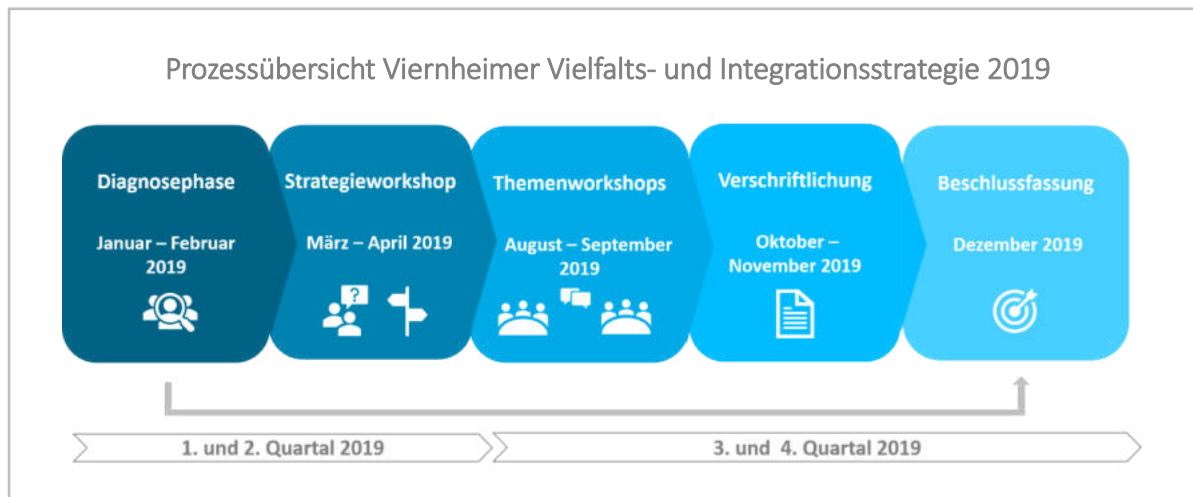 Prozessübersicht Viernheimer Vielfalts- und Integrationsstrategie 2019
Diagnosephase
Januar – Februar
2019
Strategieworkshop
März – April 2019
?
Themenworkshops
August – September
2019
Verschriftlichung
Oktober –
November 2019
Beschlussfassung
Dezember 2019
1. und 2. Quartal 2019
3. und 4. Quartal 2019